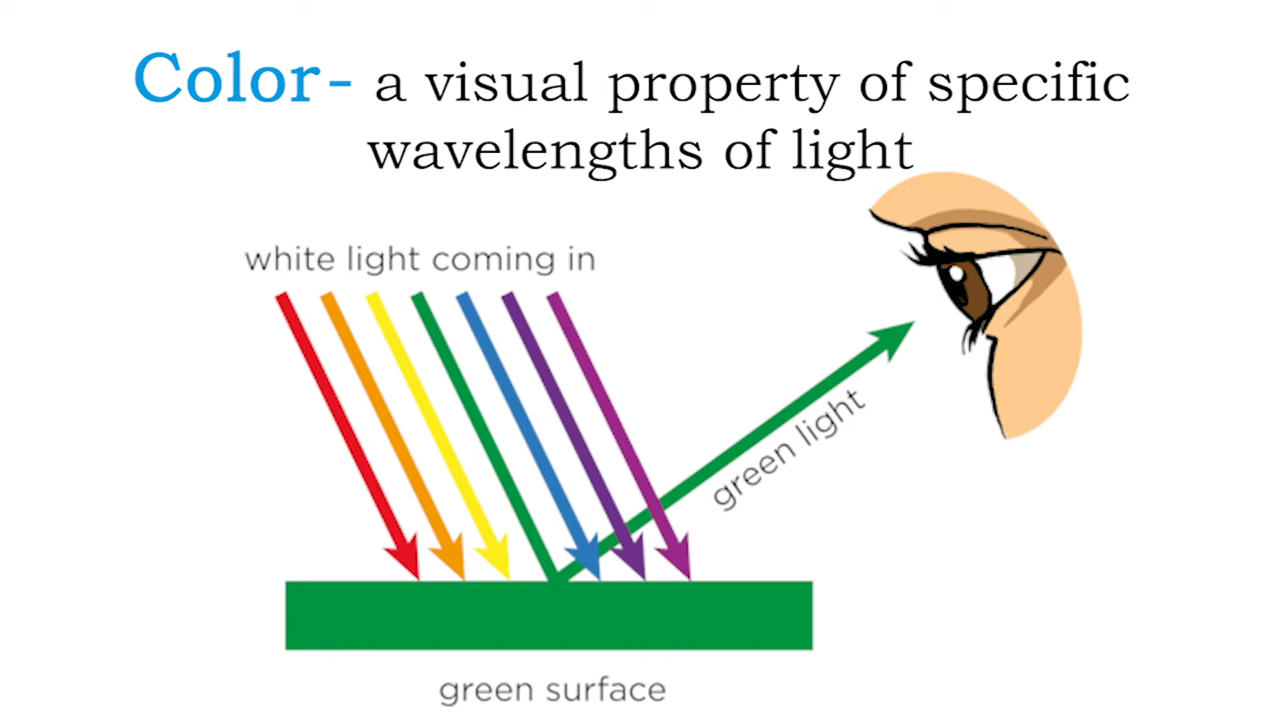 Color- a visual property of specific
wavelengths of light
white light coming in
green light
green surface